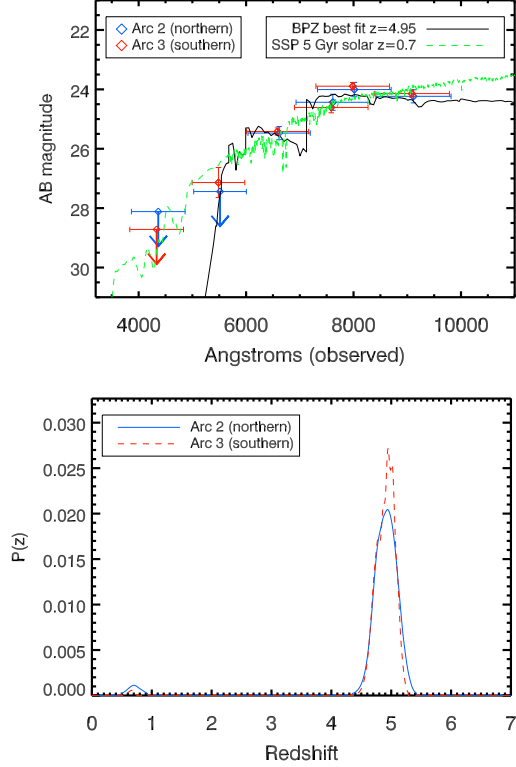 Arc 2 (northern)
Arc 3 (southern)
BPZ best fit z=4.95
SSP 5 Gyr solar z=0.7
22
24
26
28
30
AB magnitude
4000 6000 8000 10000
Angstroms (observed)
Arc 2 (northern)
Arc 3 (southern)
0.030
0.025
0.020
0.015
0.010
0.005
0.000
P(z)
0 1 2 3 4 5 6 7
Redshift